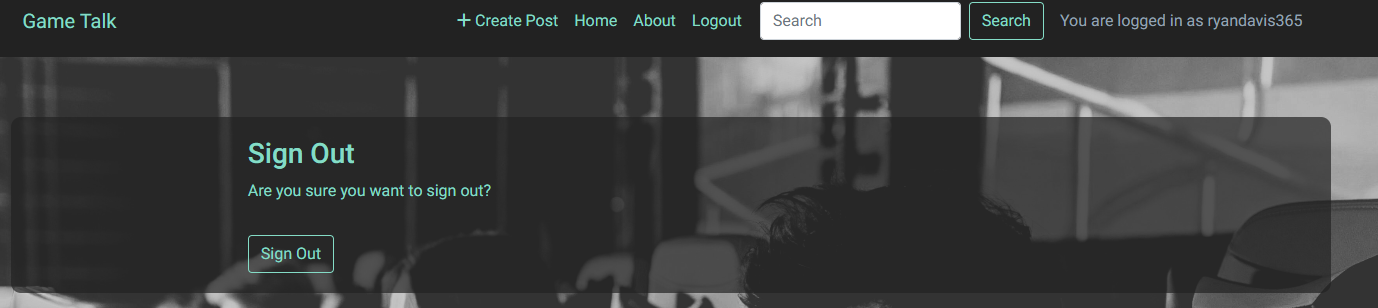 Game Talk + Create Post Home About Logout Search Search You are logged in as ryandavis365
Sign Out
Are you sure you want to sign out?
Sign Out